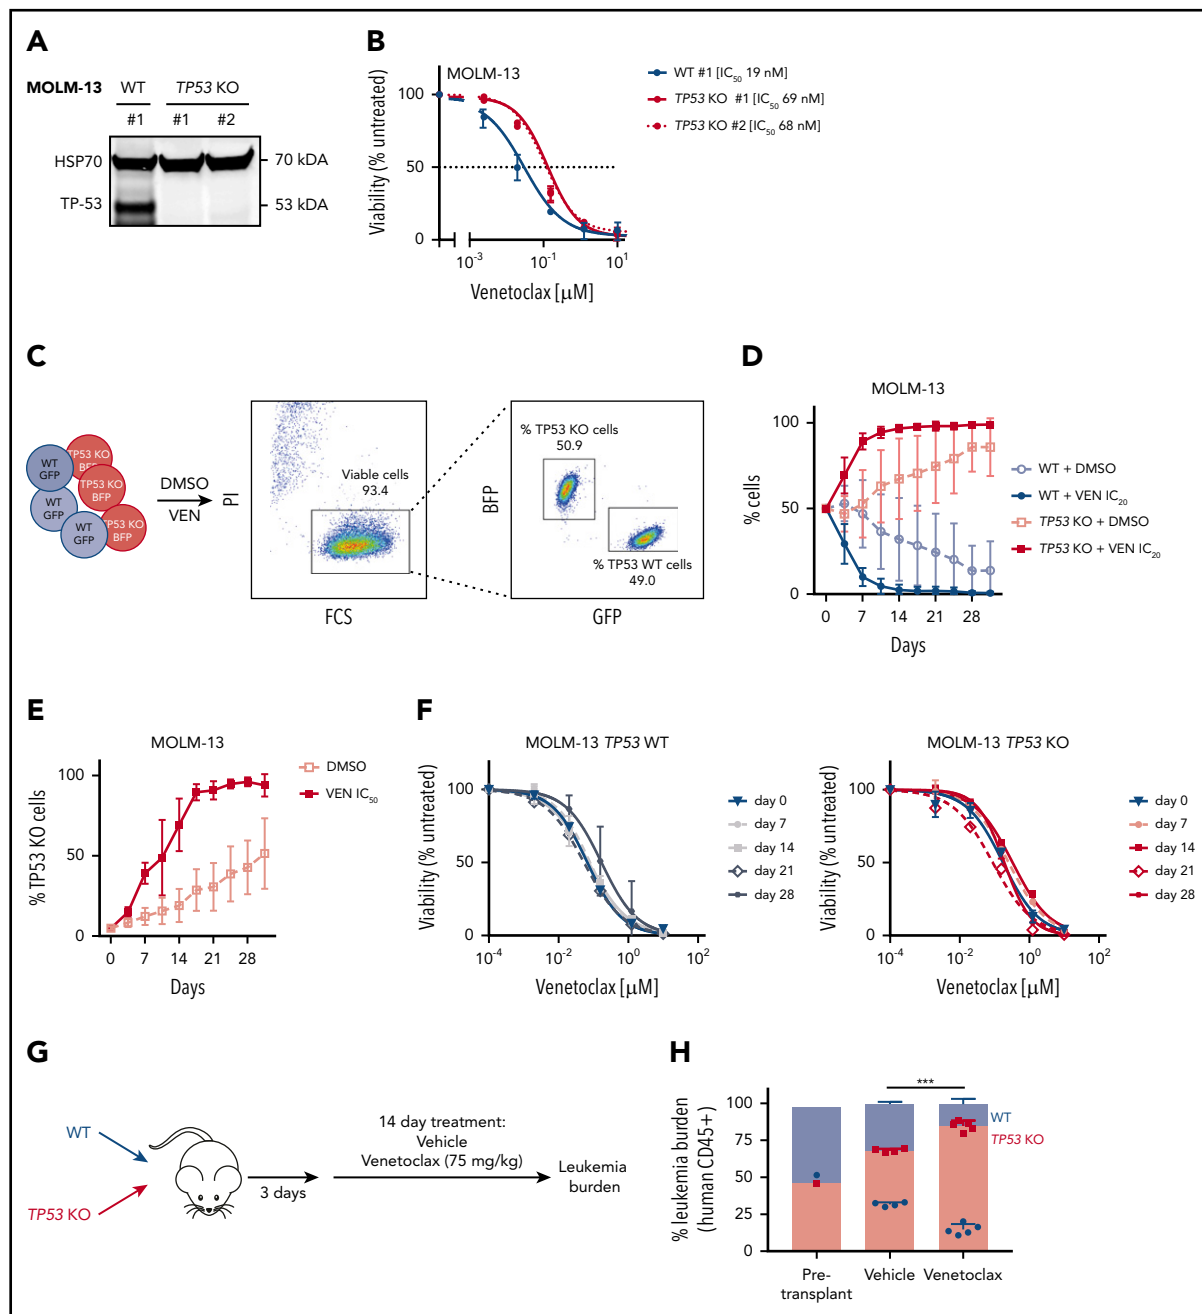 A
MOLM-13 WT TP53 KO
#1 #1 #2
HSP70 70 kDA
TP-53 53 kDA
B
MOLM-13
Viability (% untreated)
100
50
0
10-3 10-1 101
Venetoclax [μM]
WT #1 [IC50 19 nM]
TP53 KO #1 [IC50 69 nM]
TP53 KO #2 [IC50 68 nM]
C
TP53 KO BFP
WT GFP
TP53 KO BFP
WT GFP
TP53 KO BFP
WT GFP
DMSO
VEN
PI
Viable cells
93.4
FCS
BFP
% TP53 KO cells
50.9
% TP53 WT cells
49.0
GFP
D
MOLM-13
% cells
100
50
0
0 7 14 21 28
Days
WT + DMSO
WT + VEN IC20
TP53 KO + DMSO
TP53 KO + VEN IC20
E
MOLM-13
% TP53 KO cells
100
50
0
0 7 14 21 28
Days
DMSO
VEN IC50
F
MOLM-13 TP53 WT
Viability (% untreated)
100
50
0
10-4 10-2 100 102
Venetoclax [μM]
day 0
day 7
day 14
day 21
day 28
MOLM-13 TP53 KO
Viability (% untreated)
100
50
0
10-4 10-2 100 102
Venetoclax [μM]
day 0
day 7
day 14
day 21
day 28
G
WT
TP53 KO
3 days
14 day treatment:
Vehicle
Venetoclax (75 mg/kg)
Leukemia
burden
H
% leukemia burden
(human CD45+)
100
75
50
25
0
***
WT
TP53 KO
Pre-
transplant
Vehicle
Venetoclax